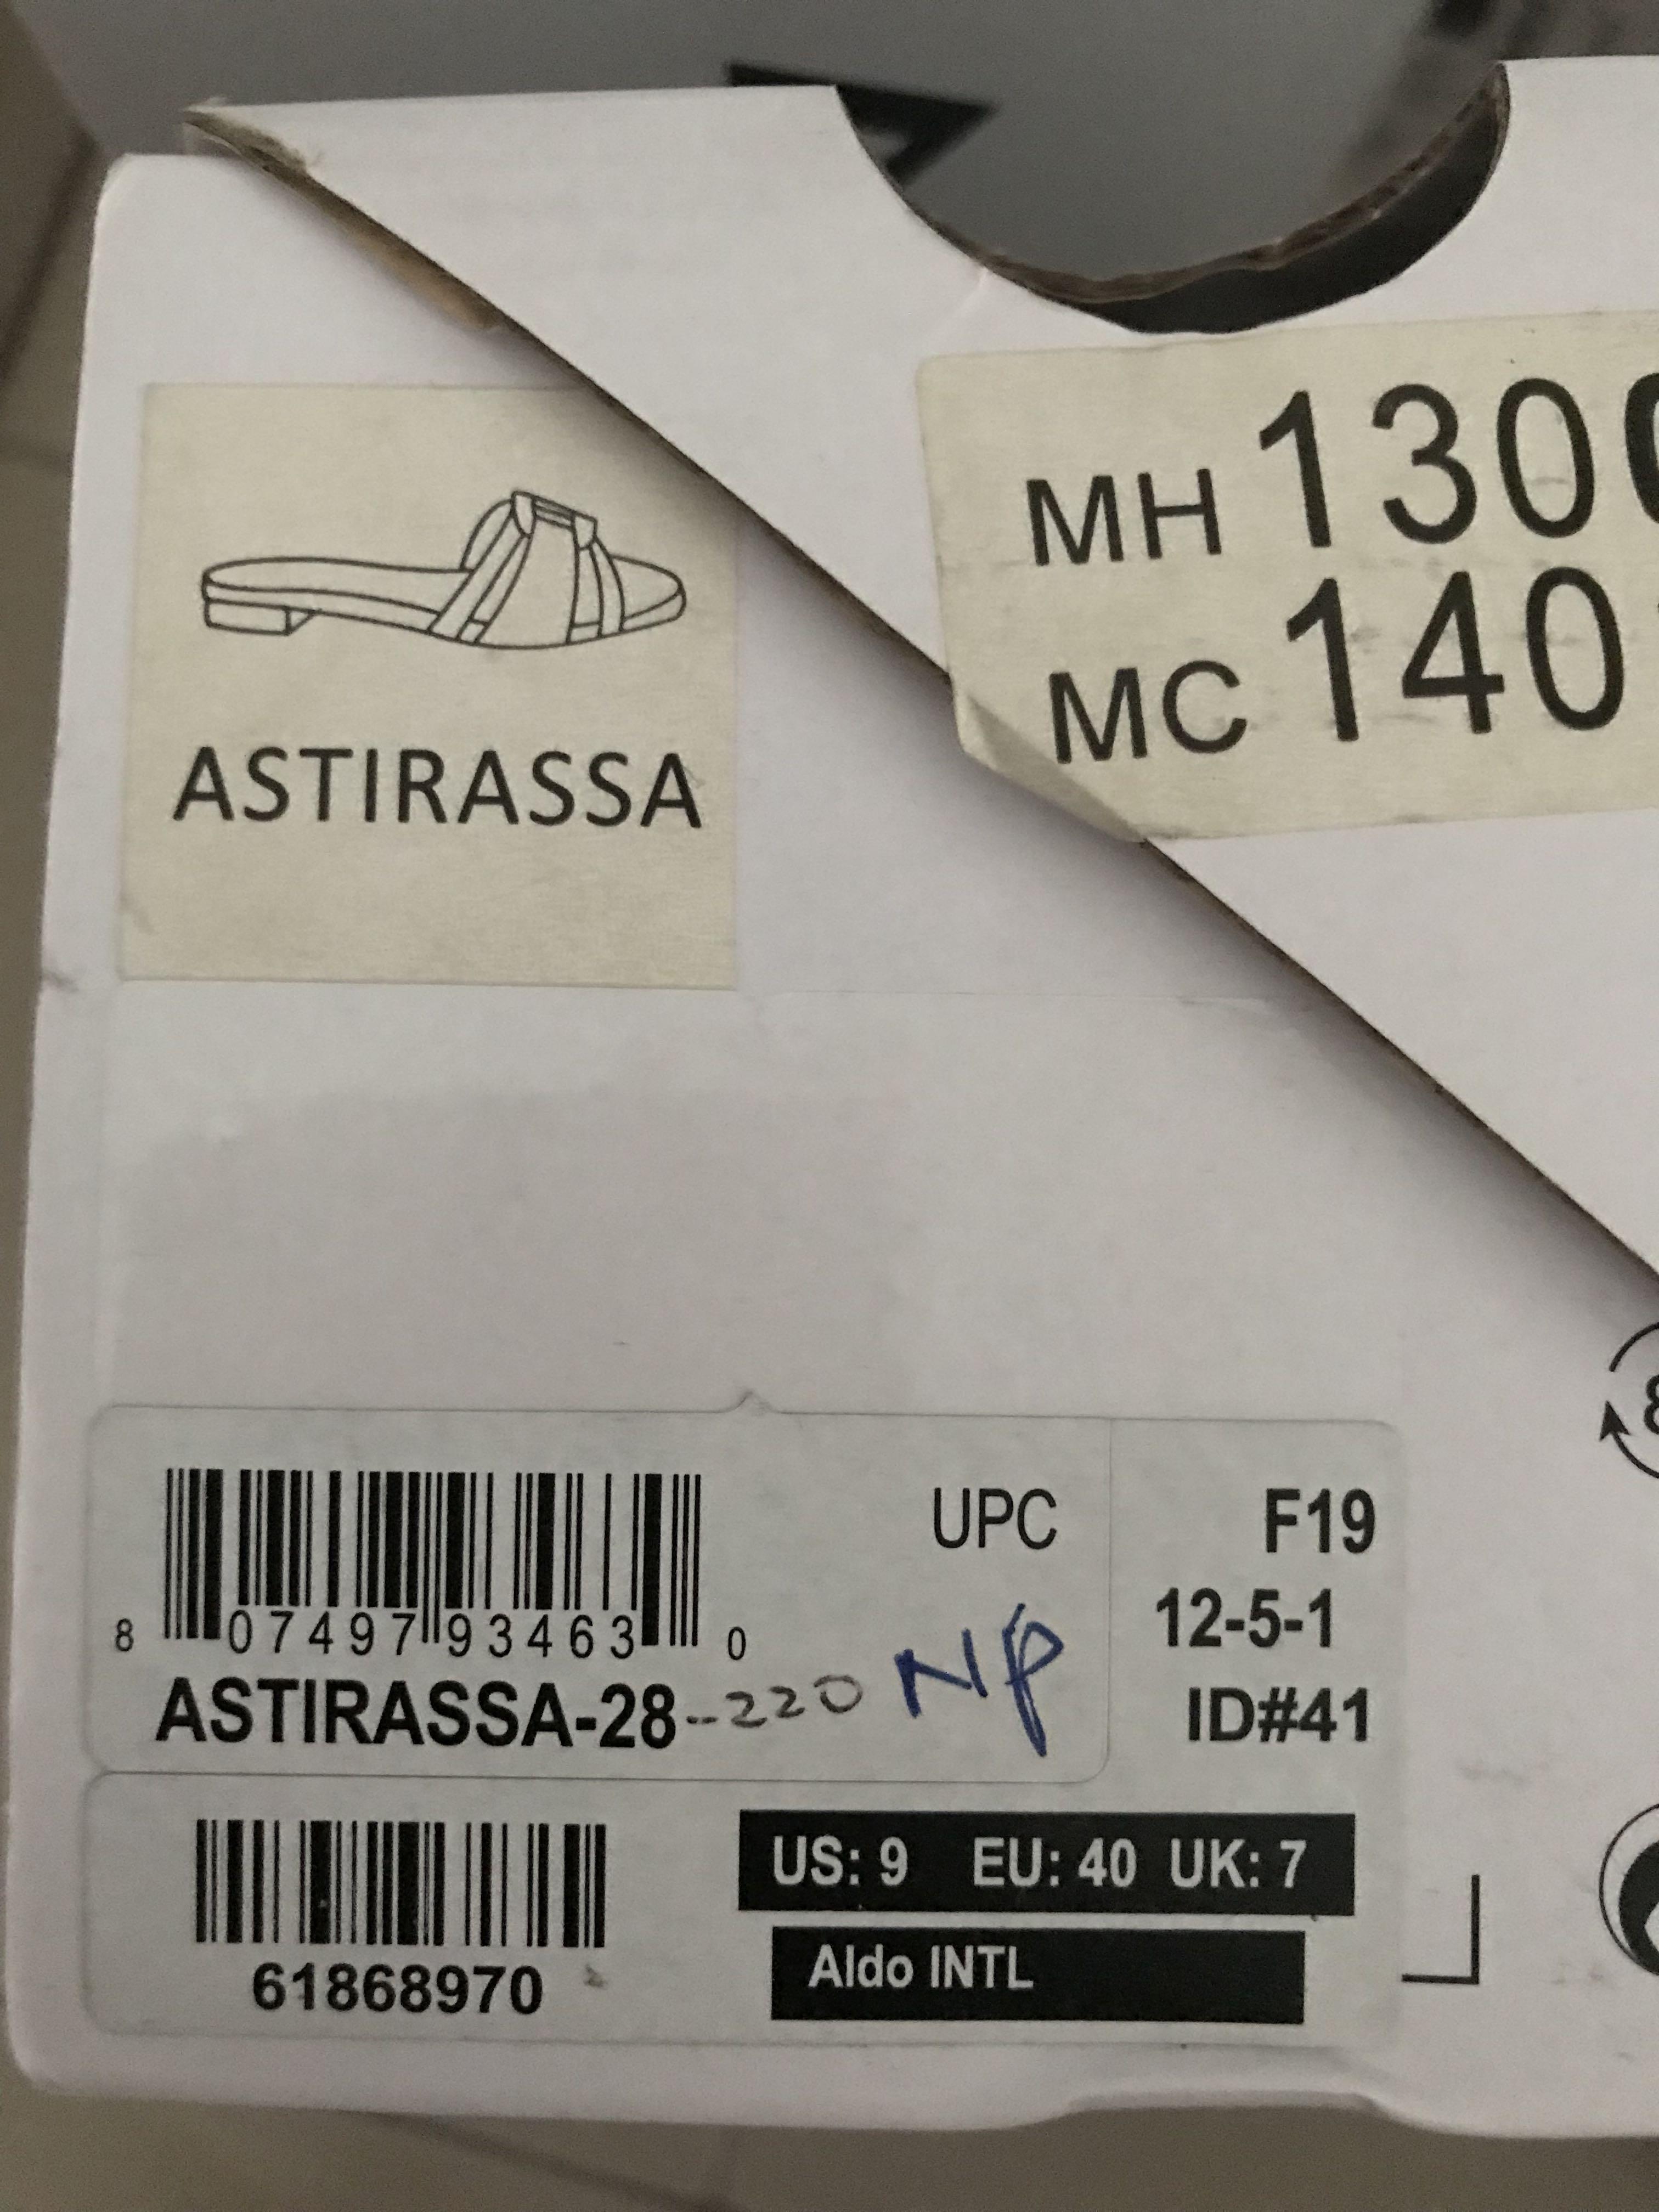 MH 130
MC 140
ASTIRASSA
UPC
8 07497 93463 0
ASTIRASSA-28--220 NP
F19
12-5-1
ID#41
61868970
US: 9 EU: 40 UK: 7
Aldo INTL